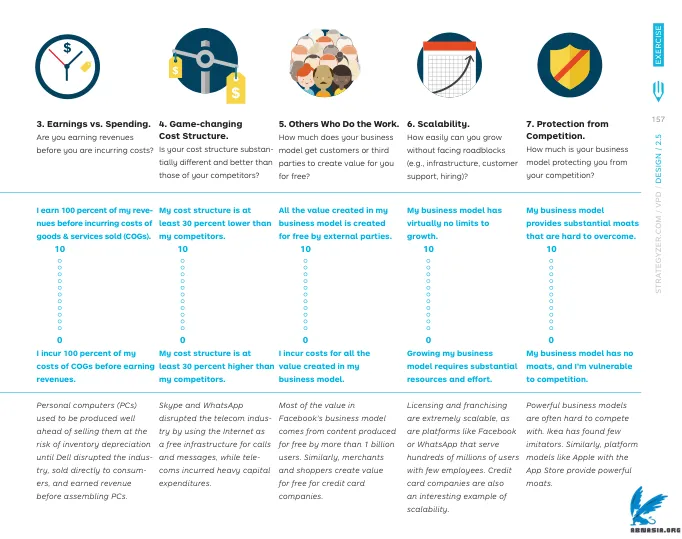 $
$
$
3. Earnings vs. Spending.
Are you earning revenues
before you are incurring costs?
4. Game-changing
Cost Structure.
Is your cost structure substan-
tially different and better than
those of your competitors?
5. Others Who Do the Work.
How much does your business
model get customers or third
parties to create value for you
for free?
6. Scalability.
How easily can you grow
without facing roadblocks
(e.g., infrastructure, customer
support, hiring)?
7. Protection from
Competition.
How much is your business
model protecting you from
your competition?
I earn 100 percent of my reve-
nues before incurring costs of
goods & services sold (COGs).
10
0
I incur 100 percent of my
costs of COGs before earning
revenues.
My cost structure is at
least 30 percent lower than
my competitors.
10
0
My cost structure is at
least 30 percent higher than
my competitors.
All the value created in my
business model is created
for free by external parties.
10
0
I incur costs for all the
value created in my
business model.
My business model has
virtually no limits to
growth.
10
0
Growing my business
model requires substantial
resources and effort.
My business model
provides substantial moats
that are hard to overcome.
10
0
My business model has no
moats, and I'm vulnerable
to competition.
Personal computers (PCs)
used to be produced well
ahead of selling them at the
risk of inventory depreciation
until Dell disrupted the indus-
try, sold directly to consum-
ers, and earned revenue
before assembling PCs.
Skype and WhatsApp
disrupted the telecom indus-
try by using the Internet as
a free infrastructure for calls
and messages, while tele-
coms incurred heavy capital
expenditures.
Most of the value in
Facebook's business model
comes from content produced
for free by more than 1 billion
users. Similarly, merchants
and shoppers create value
for free for credit card
companies.
Licensing and franchising
are extremely scalable, as
are platforms like Facebook
or WhatsApp that serve
hundreds of millions of users
with few employees. Credit
card companies are also
an interesting example of
scalability.
Powerful business models
are often hard to compete
with. Ikea has found few
imitators. Similarly, platform
models like Apple with the
App Store provide powerful
moats.
EXERCISE
157
STRATEGYZER.COM / VPD / DESIGN / 2.5
ARMASIA.ORG